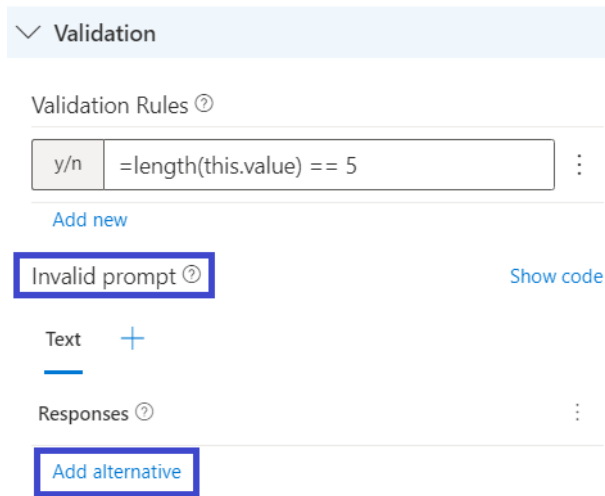 Validation
Validation Rules
y/n =length(this.value) == 5
Add new
Invalid prompt Show code
Text
Responses
Add alternative